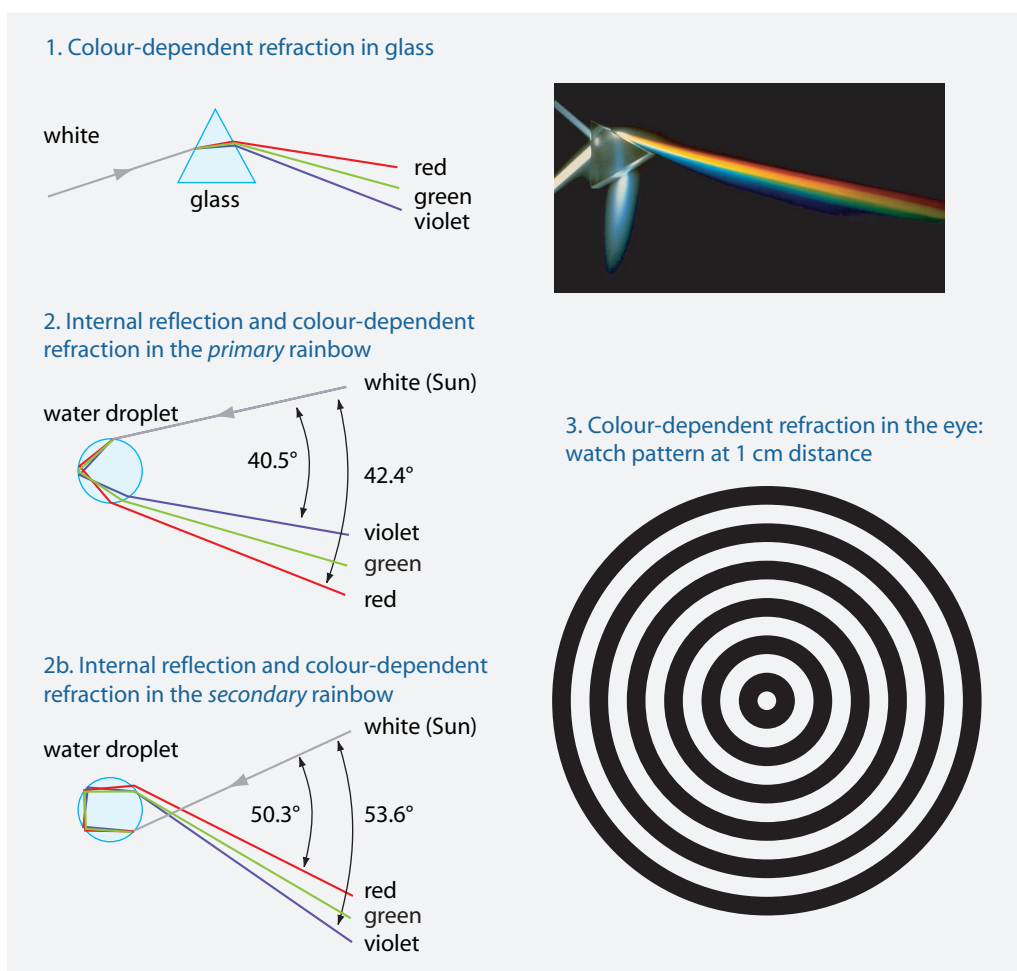 1. Colour-dependent refraction in glass
white
red
green
violet
glass
2. Internal reflection and colour-dependent
refraction in the primary rainbow
white (Sun)
water droplet
40.5°
42.4°
violet
green
red
3. Colour-dependent refraction in the eye:
watch pattern at 1 cm distance
2b. Internal reflection and colour-dependent
refraction in the secondary rainbow
white (Sun)
water droplet
50.3°
53.6°
red
green
violet